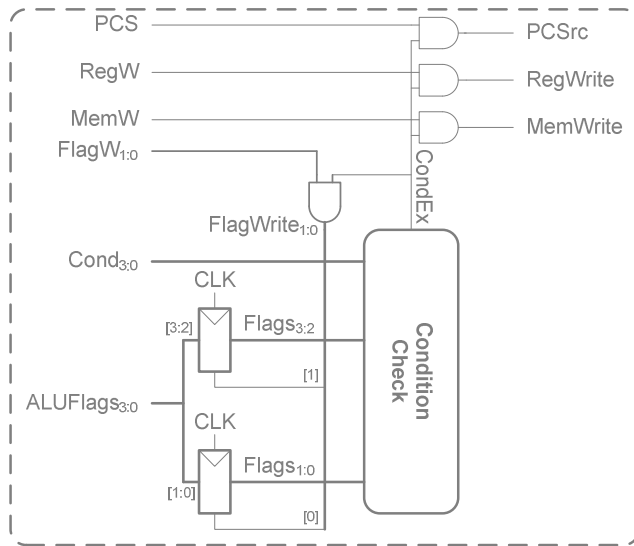 PCS
PCSrc
RegW
RegWrite
MemW
MemWrite
FlagW1:0
CondEx
FlagWrite1:0
Cond3:0
CLK
[3:2]
Flags3:2
Condition
Check
[1]
ALUFlags3:0
CLK
Flags1:0
[1:0]
[0]